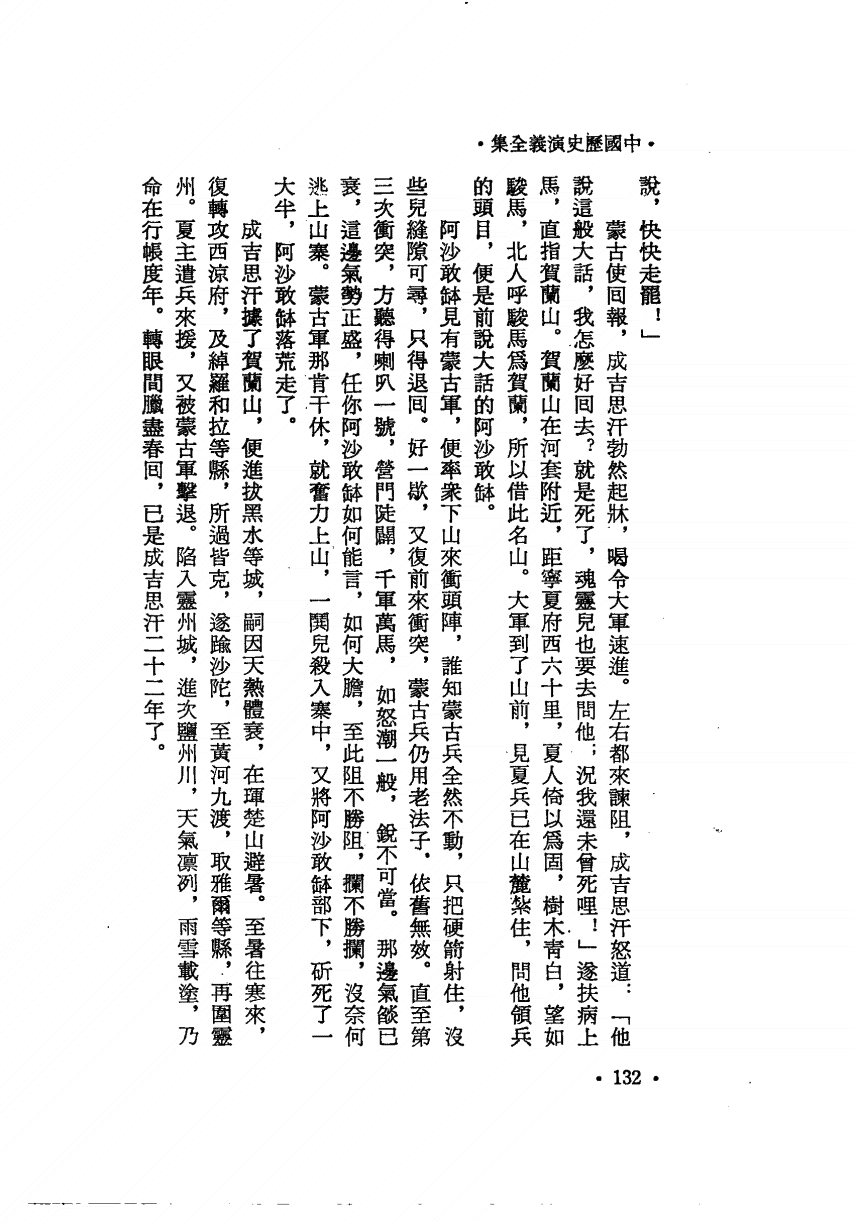 •中國歷史演義全集•
說，快快走罷！」
蒙古使回報，成吉思汗勃然起牀，喝令大軍速進。左右都來諫阻，成吉思汗怒道：「他
說這般大話，我怎麼好回去？就是死了，魂靈兒也要去問他；況我還未曾死哩！」遂扶病上
馬，直指賀蘭山。賀蘭山在河套附近，距寧夏府西六十里，夏人倚以爲固，樹木靑白，望如
駿馬，北人呼駿馬爲賀蘭，所以借此名山。大軍到了山前，見夏兵已在山麓紮住，問他領兵
的頭目，便是前說大話的阿沙敢缽。
阿沙敢缽見有蒙古軍，便率衆下山來衝頭陣，誰知蒙古兵全然不動，只把硬箭射住，沒
些兒縫隙可尋，只得退回。好一歇，又復前來衝突，蒙古兵仍用老法子，依舊無效。直至第
三次衝突，方聽得喇叭一號，營門陡闢，千軍萬馬，如怒潮一般，銳不可當。那邊氣燄已
衰，這邊氣勢正盛，任你阿沙敢缽如何能言，如何大膽，至此阻不勝阻，攔不勝攔，沒奈何
逃上山寨。蒙古軍那肯干休，就奮力上山，一鬨兒殺入寨中，又將阿沙敢缽部下，斫死了一
大半，阿沙敢缽落荒走了。
成吉思汗據了賀蘭山，便進拔黑水等城，嗣因天熱體衰，在琿楚山避暑。至暑往寒來，
復轉攻西涼府，及綽羅和拉等縣，所過皆克，遂踰沙陀，至黃河九渡，取雅爾等縣，再圍靈
州。夏主遣兵來援，又被蒙古軍擊退。陷入靈州城，進次鹽州川，天氣凛冽，雨雪載塗，乃
命在行帳度年。轉眼間臘盡春回，已是成吉思汗二十二年了。
•132•